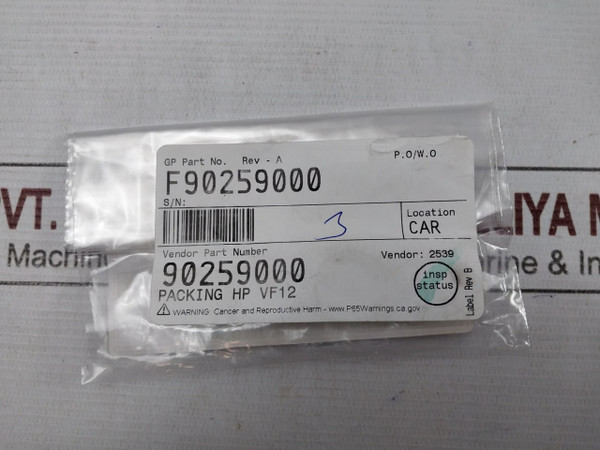 GP Part No. Rev - A P.O/W.O
F90259000
S/N:
3
Location
CAR
Vendor Part Number Vendor: 2539
90259000
PACKING HP VF12
insp
status
Label Rev B
WARNING Cancer and Reproductive Harm - www.P65Warnings.ca.gov
VT.
IYA M
Machin
rine & In